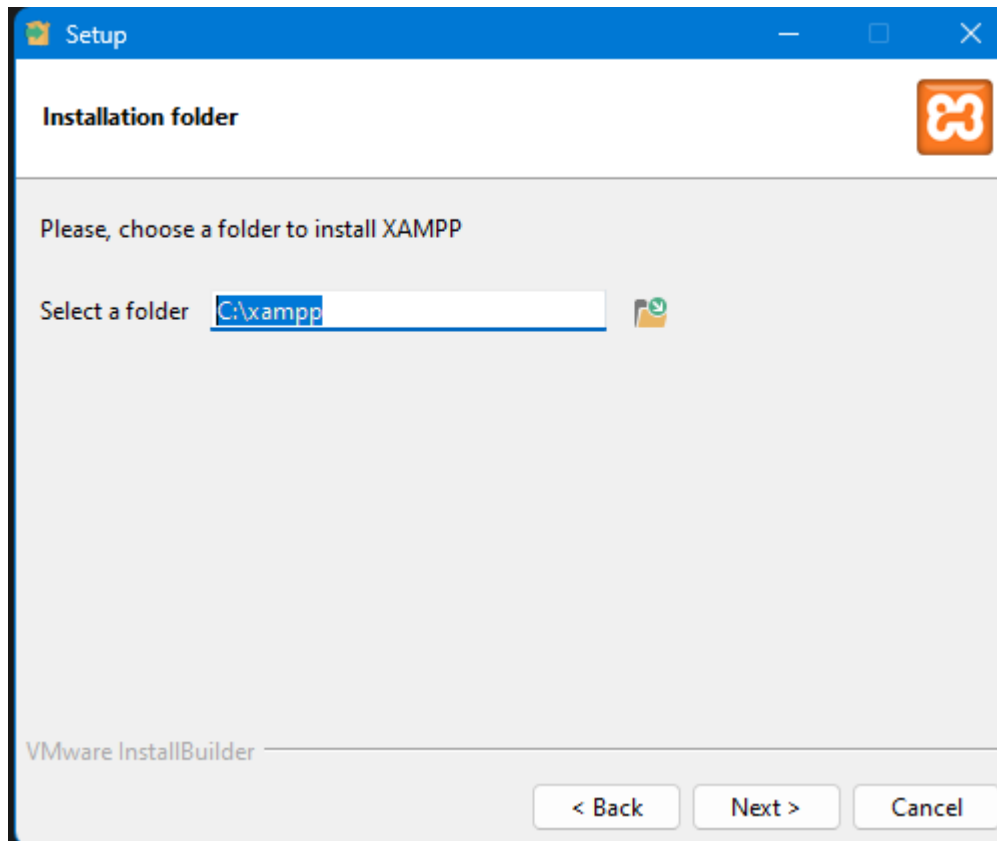 Setup
Installation folder
Please, choose a folder to install XAMPP
Select a folder C:\xampp
VMware InstallBuilder
< Back Next > Cancel